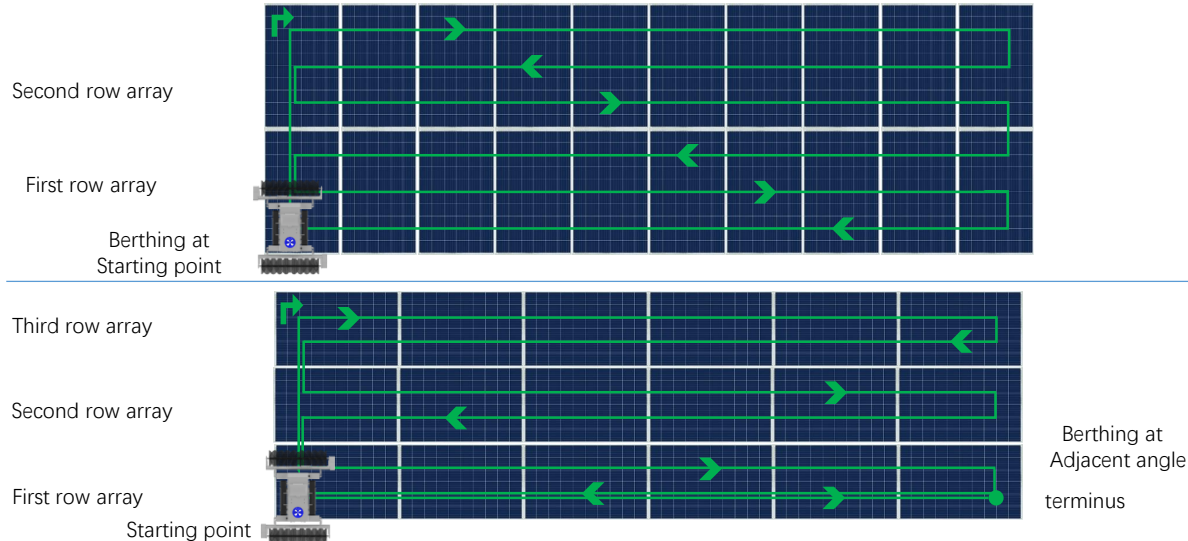 Second row array
First row array
Berthing at
Starting point
Third row array
Second row array
Berthing at
Adjacent angle
First row array
terminus
Starting point